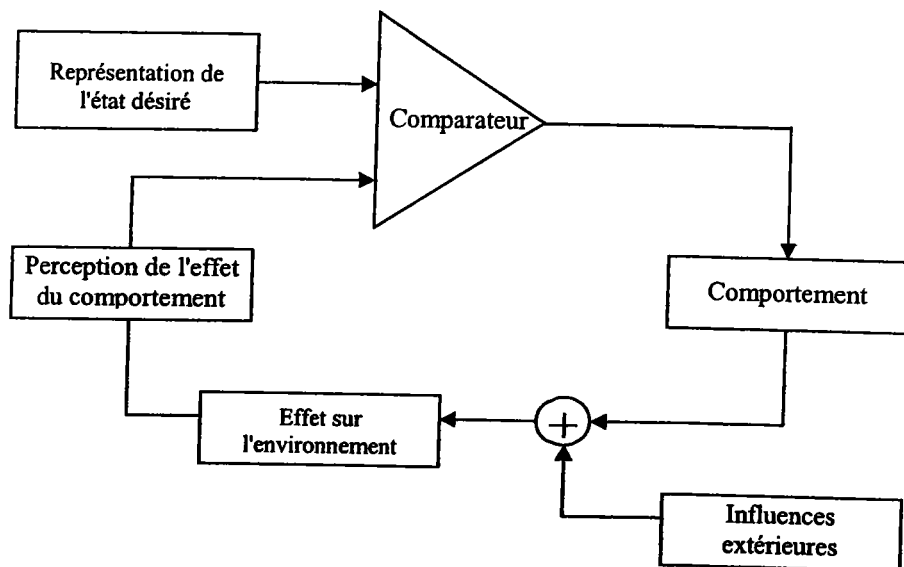 Représentation de
l'état désiré
Comparateur
Perception de l'effet
du comportement
Comportement
Effet sur
l'environnement
+
Influences
extérieures